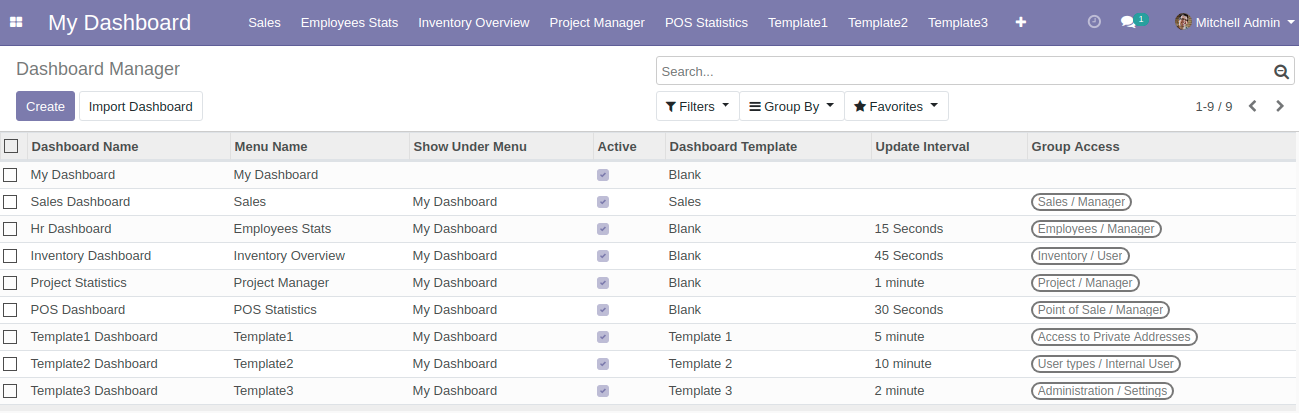 My Dashboard Sales Employees Stats Inventory Overview Project Manager POS Statistics Template1 Template2 Template3 1 Mitchell Admin
Dashboard Manager Search...
Create Import Dashboard Filters Group By Favorites 1-9 / 9
Dashboard Name Menu Name Show Under Menu Active Dashboard Template Update Interval Group Access
My Dashboard My Dashboard Blank
Sales Dashboard Sales My Dashboard Sales Sales / Manager
Hr Dashboard Employees Stats My Dashboard Blank 15 Seconds Employees / Manager
Inventory Dashboard Inventory Overview My Dashboard Blank 45 Seconds Inventory / User
Project Statistics Project Manager My Dashboard Blank 1 minute Project / Manager
POS Dashboard POS Statistics My Dashboard Blank 30 Seconds Point of Sale / Manager
Template1 Dashboard Template1 My Dashboard Template 1 5 minute Access to Private Addresses
Template2 Dashboard Template2 My Dashboard Template 2 10 minute User types / Internal User
Template3 Dashboard Template3 My Dashboard Template 3 2 minute Administration / Settings